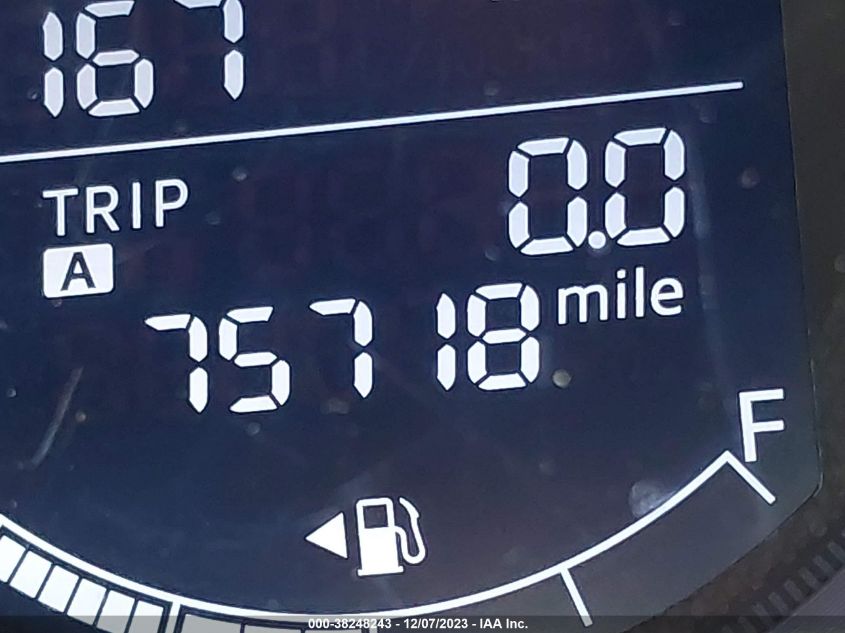 167
TRIP 0.0
A
75718 mile
F
000-38248243 - 12/07/2023 - IAA Inc.